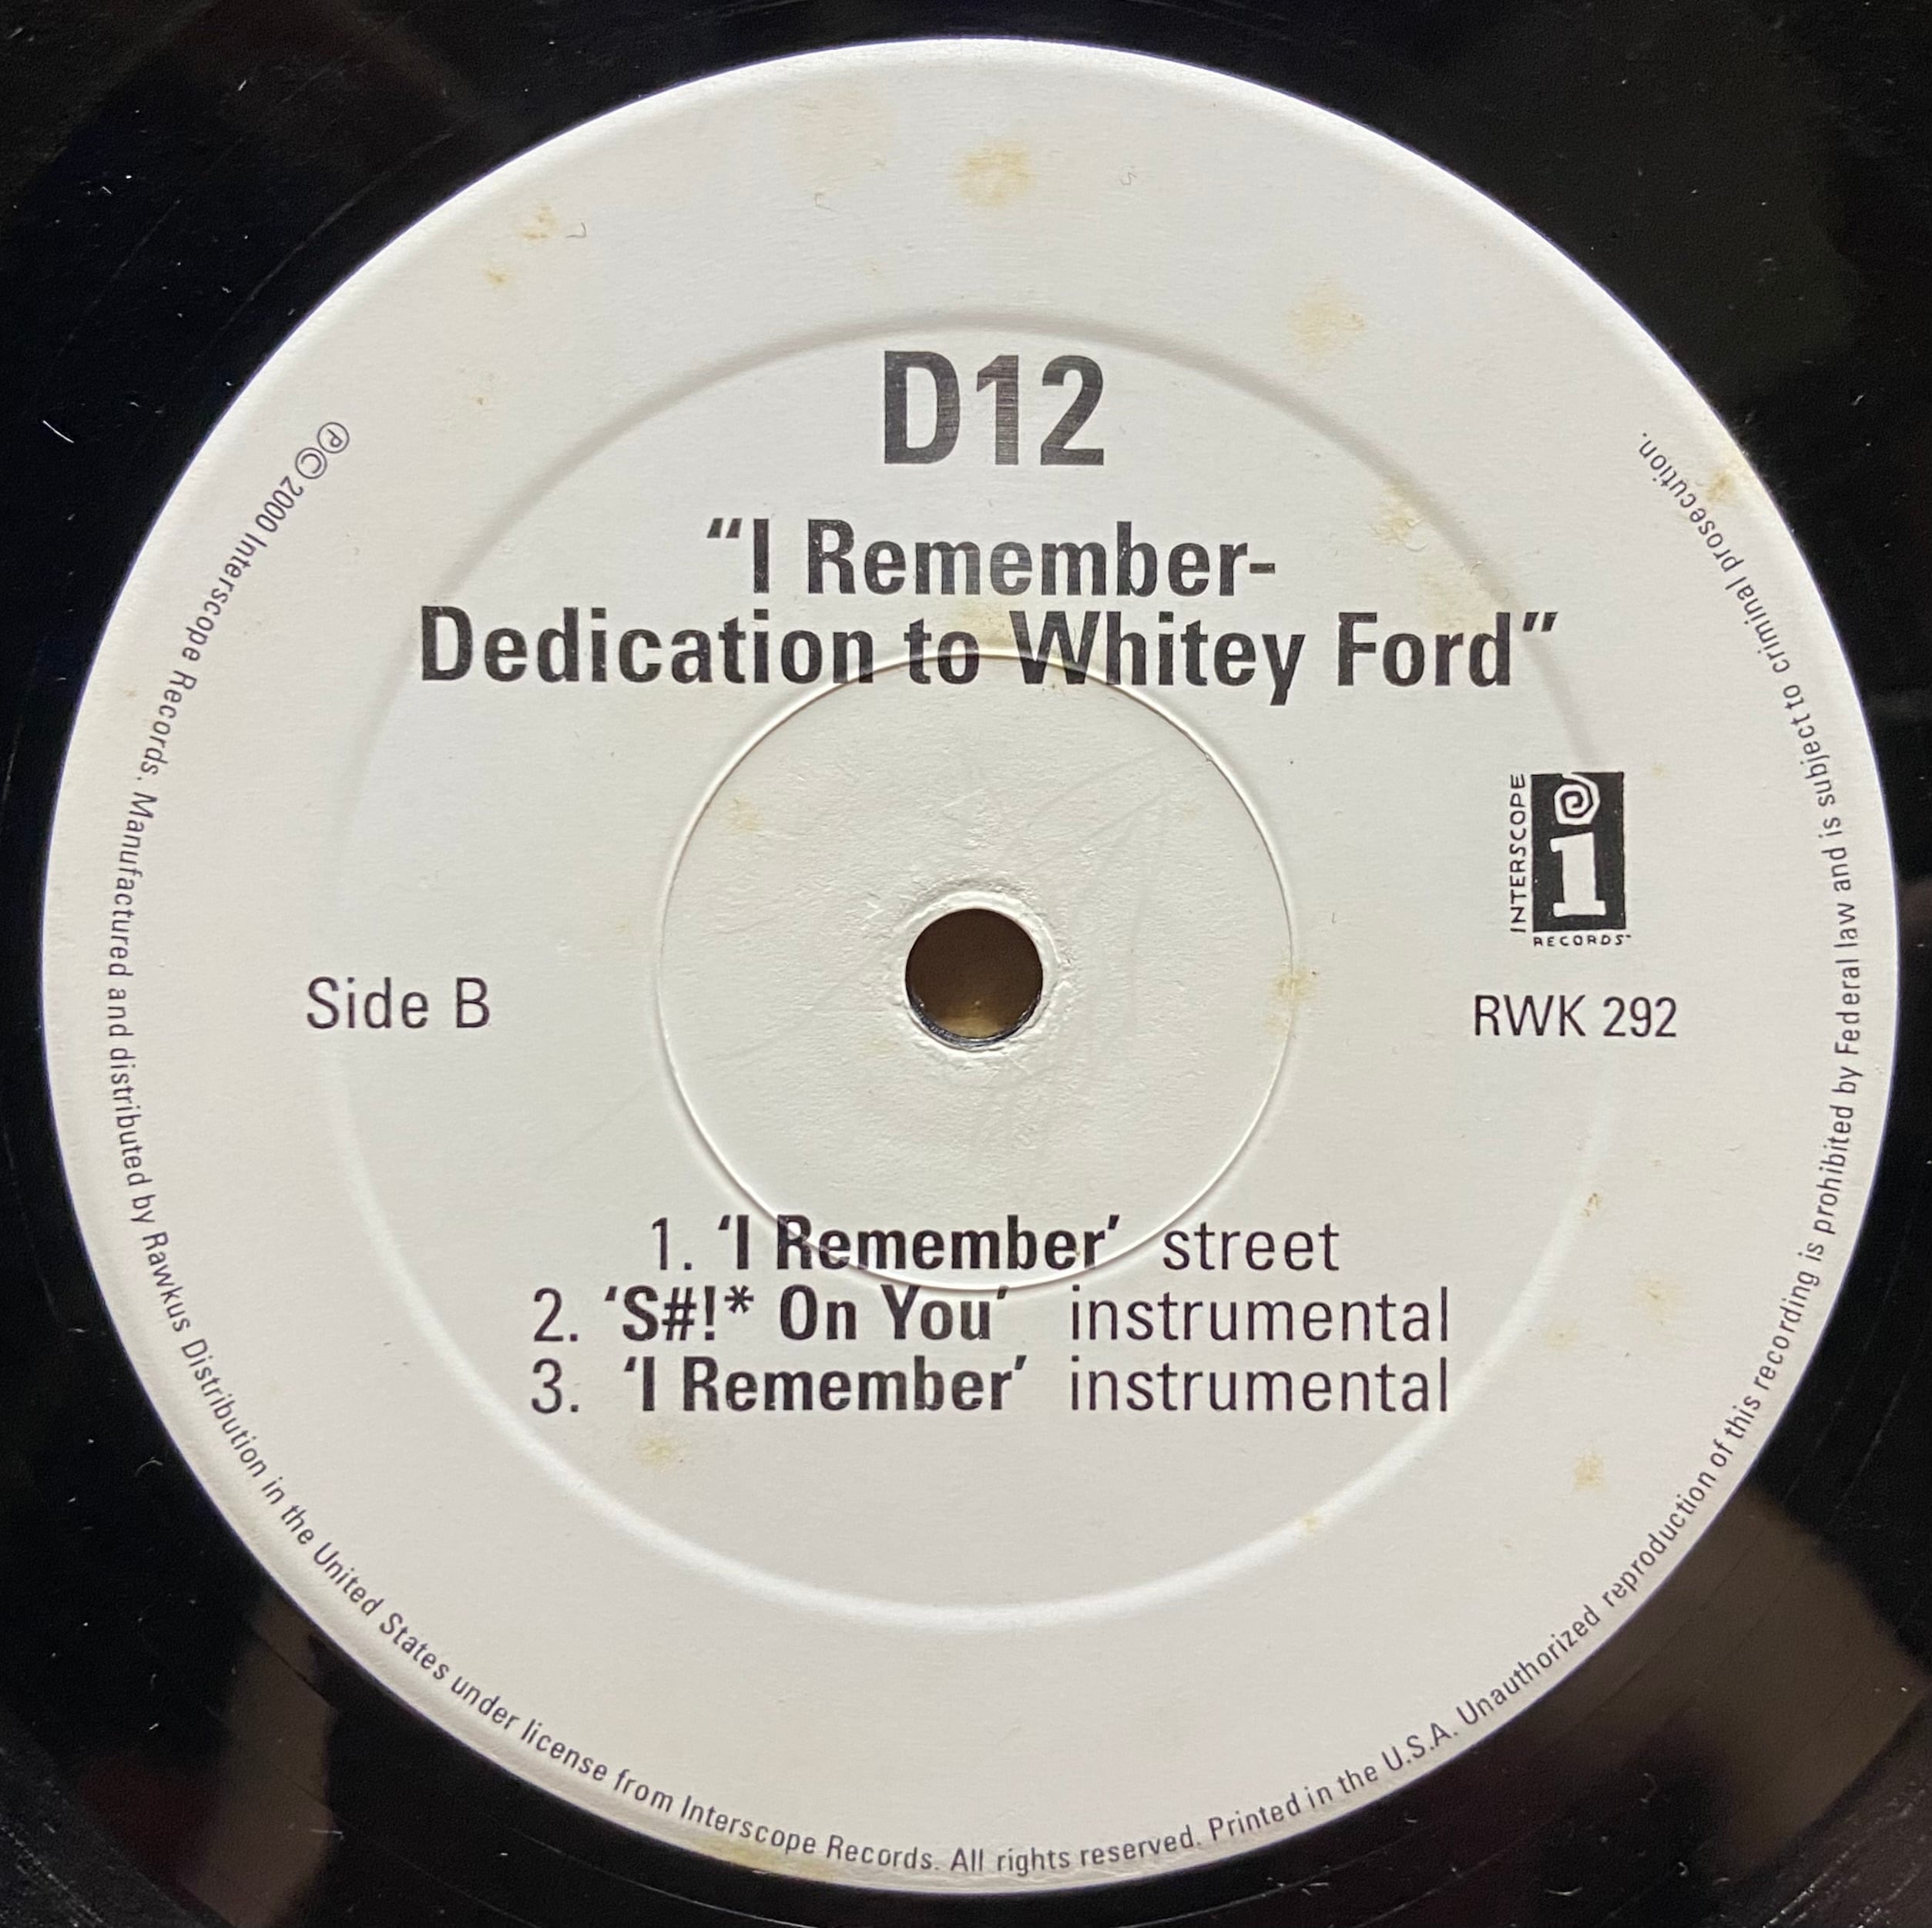 D12
“I Remember-
Dedication to Whitey Ford”
INTERSCOPE
RECORDS™
Side B
RWK 292
1. ‘I Remember’ street
2. ‘S#!* On You’ instrumental
3. ‘I Remember’ instrumental
ⓅⒸ 2000 Interscope Records. Manufactured and distributed by Rawkus Distribution in the United States under license from Interscope Records. All rights reserved. Printed in the U.S.A. Unauthorized reproduction of this recording is prohibited by Federal law and is subject to criminal prosecution.